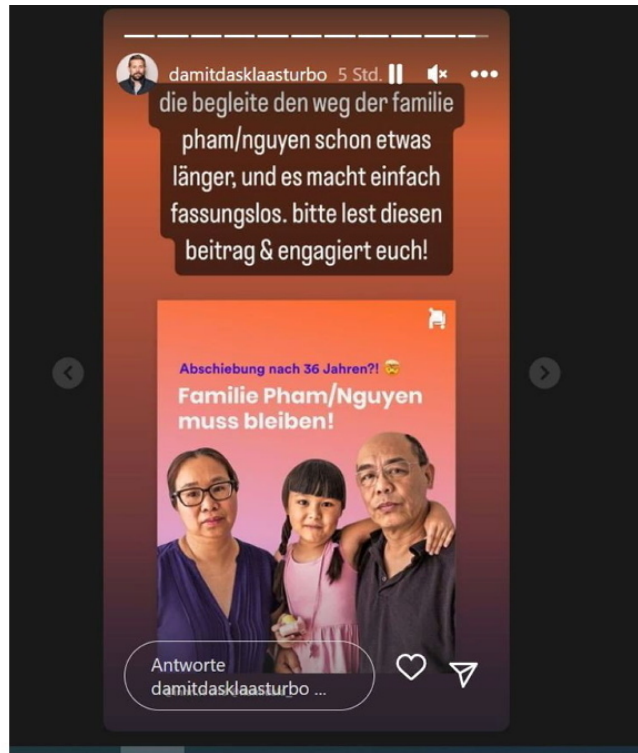 damitdasklaasturbo 5 Std.
die begleite den weg der familie
pham/nguyen schon etwas
länger, und es macht einfach
fassungslos. bitte lest diesen
beitrag & engagiert euch!
Abschiebung nach 36 Jahren?! 🤯
Familie Pham/Nguyen
muss bleiben!
Antworte
damitdasklaasturbo ...